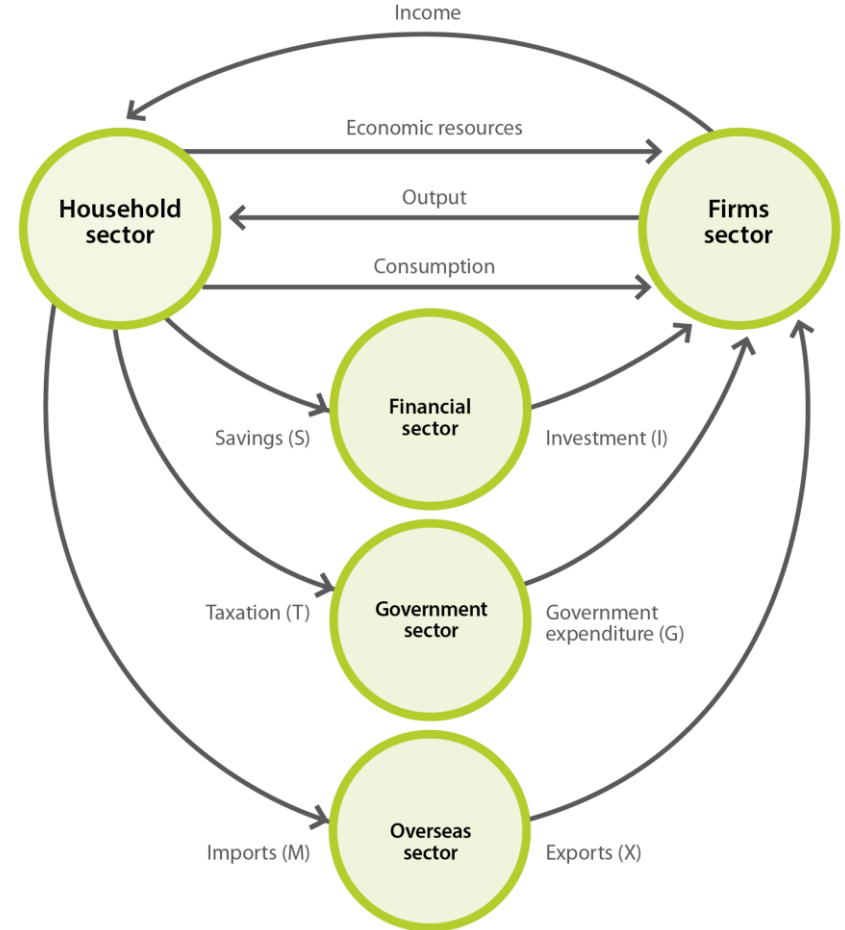 Income
Economic resources
Household
sector
Output
Firms
sector
Consumption
Financial
sector
Savings (S)
Investment (I)
Government
sector
Taxation (T)
Government
expenditure (G)
Overseas
sector
Imports (M)
Exports (X)